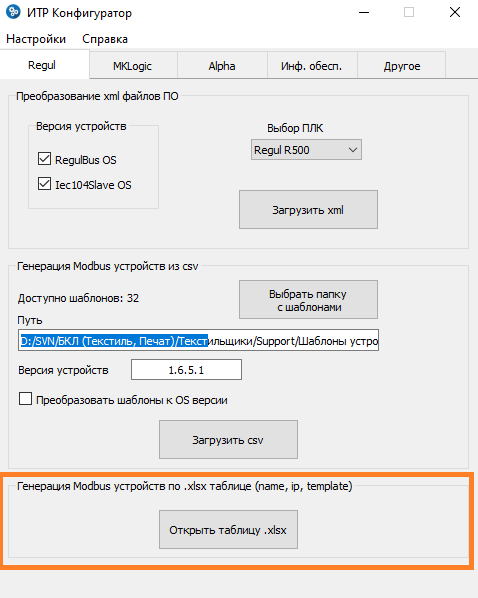 ИТР Конфигуратор
Настройки Справка
Regul MKLogic Alpha Инф. обесп. Другое
Преобразование xml файлов ПО
Версия устройств
RegulBus OS
Iec104Slave OS
Выбор ПЛК
Regul R500
Загрузить xml
Генерация Modbus устройств из csv
Доступно шаблонов: 32
Выбрать папку
с шаблонами
Путь
D:/SVN/БКЛ (Текстиль, Печат)/Текстильщики/Support/Шаблоны устро
Версия устройств 1.6.5.1
Преобразовать шаблоны к OS версии
Загрузить csv
Генерация Modbus устройств по .xlsx таблице (name, ip, template)
Открыть таблицу .xlsx